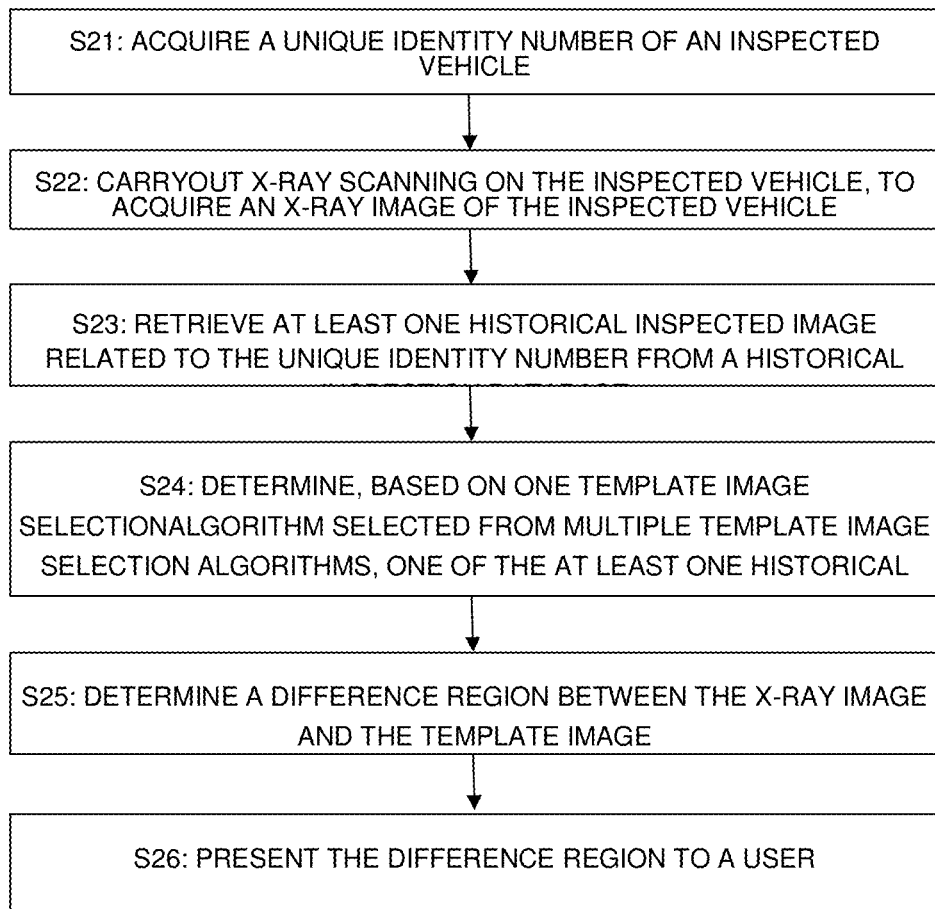 S21: ACQUIRE A UNIQUE IDENTITY NUMBER OF AN INSPECTED
VEHICLE
S22: CARRYOUT X-RAY SCANNING ON THE INSPECTED VEHICLE, TO
ACQUIRE AN X-RAY IMAGE OF THE INSPECTED VEHICLE
S23: RETRIEVE AT LEAST ONE HISTORICAL INSPECTED IMAGE
RELATED TO THE UNIQUE IDENTITY NUMBER FROM A HISTORICAL
S24: DETERMINE, BASED ON ONE TEMPLATE IMAGE
SELECTIONALGORITHM SELECTED FROM MULTIPLE TEMPLATE IMAGE
SELECTION ALGORITHMS, ONE OF THE AT LEAST ONE HISTORICAL
S25: DETERMINE A DIFFERENCE REGION BETWEEN THE X-RAY IMAGE
AND THE TEMPLATE IMAGE
S26: PRESENT THE DIFFERENCE REGION TO A USER